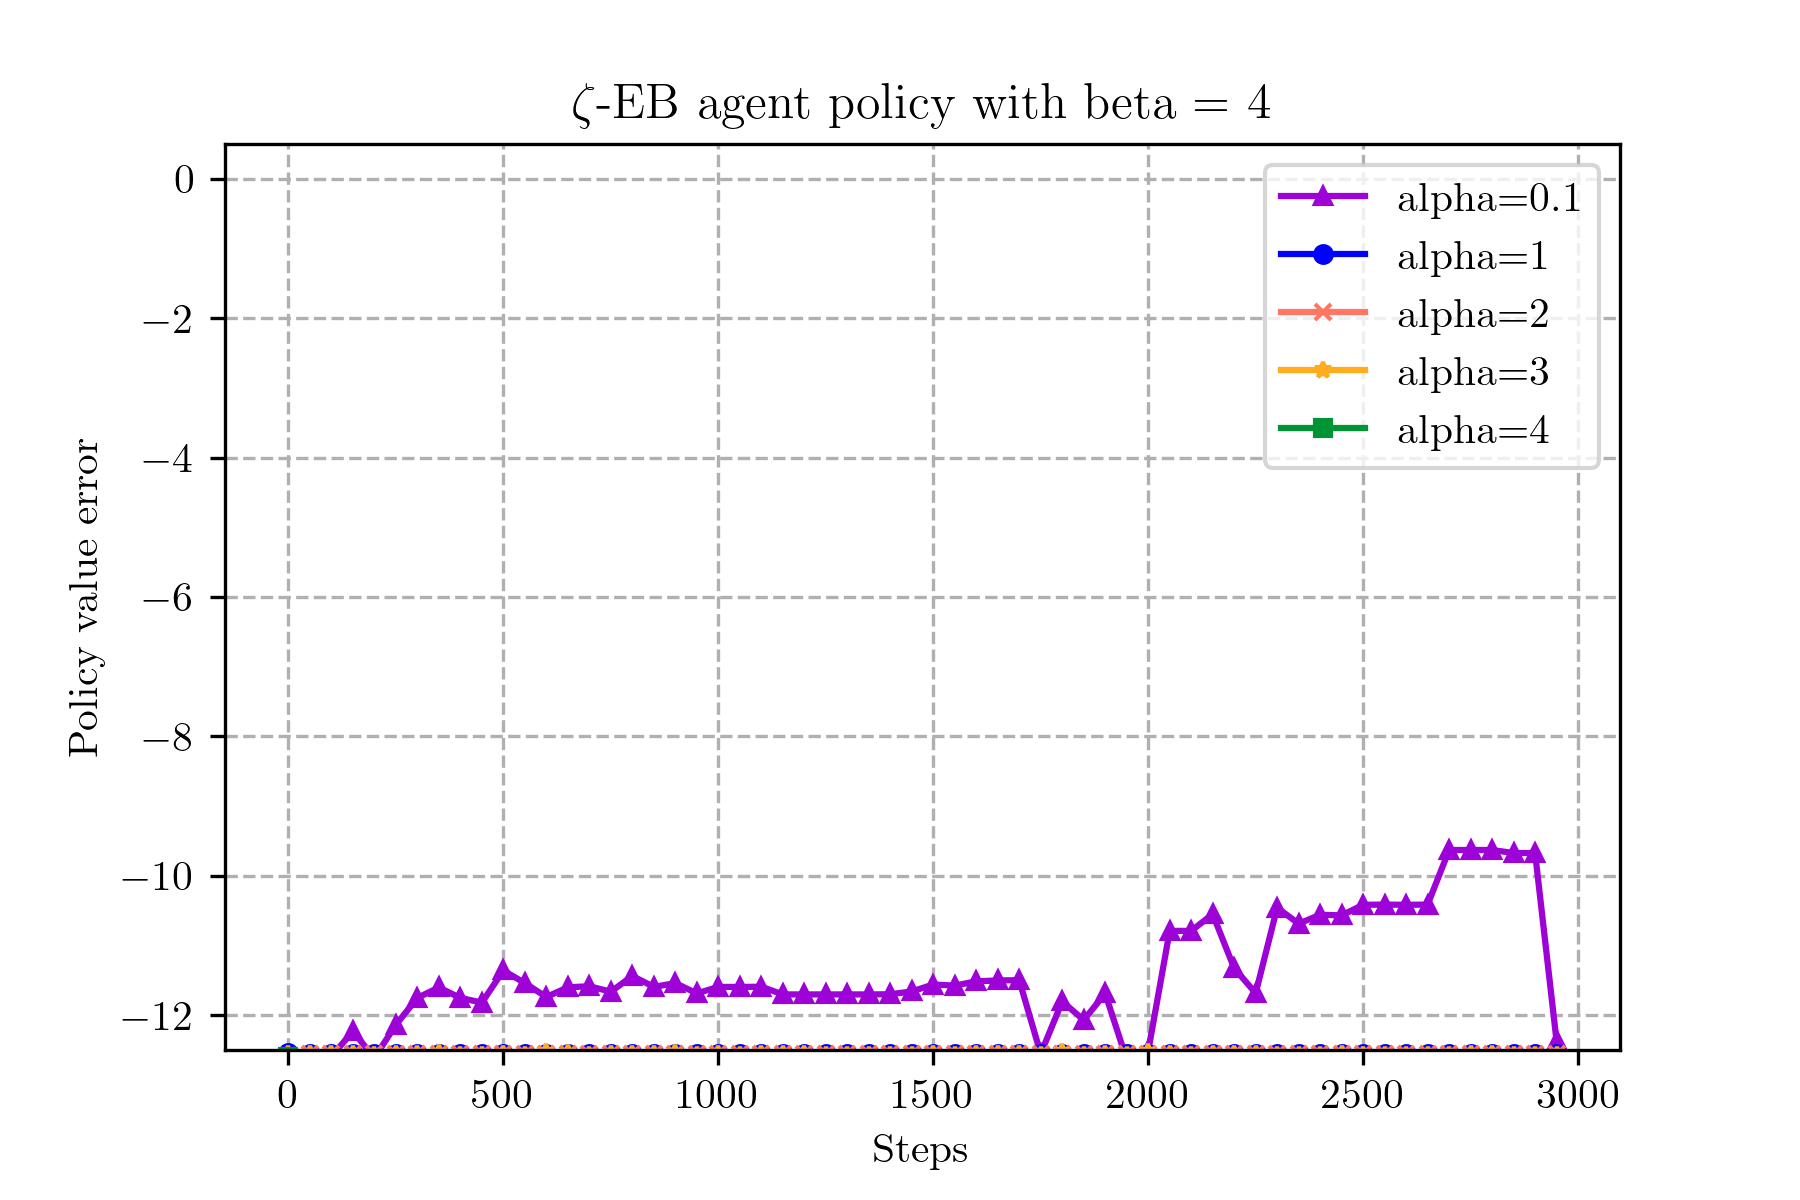 ζ-EB agent policy with beta = 4
0
−2
−4
−6
−8
−10
−12
Policy value error
alpha=0.1
alpha=1
alpha=2
alpha=3
alpha=4
0 500 1000 1500 2000 2500 3000
Steps